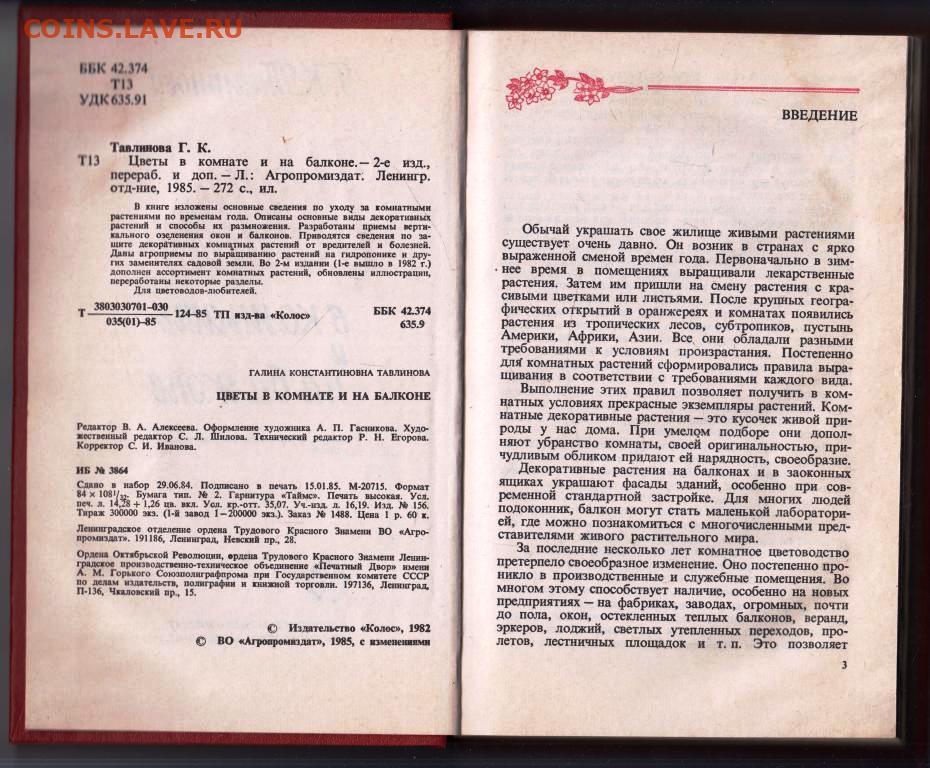 COINS.LAVE.RU
ББК 42.374
Т13
УДК 635.91
Тавлинова Г. К.
Т13 Цветы в комнате и на балконе.— 2-е изд.,
перераб. и доп. — Л.: Агропромиздат. Ленингр.
отд-ние, 1985. — 272 с., ил.
В книге изложены основные сведения по уходу за комнатными
растениями по временам года. Описаны основные виды декоративных
растений и способы их размножения. Разработаны приемы верти-
кального озеленения окон и балконов. Приводятся сведения по за-
щите декоративных комнатных растений от вредителей и болезней.
Даны агроприемы по выращиванию растений на гидропонике и дру-
гих заменителях садовой земли. Во 2-м издании (1-е вышло в 1982 г.)
дополнен ассортимент комнатных растений, обновлены иллюстрации,
переработаны некоторые разделы.
Для цветоводов-любителей.
Т 3803030701-030
035(01)-85 —124-85 ТП изд-ва «Колос»
ББК 42.374
635.9
ГАЛИНА КОНСТАНТИНОВНА ТАВЛИНОВА
ЦВЕТЫ В КОМНАТЕ И НА БАЛКОНЕ
Редактор В. А. Алексеева. Оформление художника А. П. Гасникова. Худо-
жественный редактор С. Л. Шилова. Технический редактор Р. Н. Егорова.
Корректор С. И. Иванова.
ИБ № 3864
Сдано в набор 29.06.84. Подписано в печать 15.01.85. М-20715. Формат
84 × 108 1/32. Бумага тип. № 2. Гарнитура «Таймс». Печать высокая. Усл.
печ. л. 14,28 + 1,26 цв. вкл. Усл. кр.-отт. 35,07. Уч.-изд. л. 16,19. Изд. № 156.
Тираж 300000 экз. (1-й завод 1—200000 экз.). Заказ № 1488. Цена 1 р. 60 к.
Ленинградское отделение ордена Трудового Красного Знамени ВО «Агро-
промиздат». 191186, Ленинград, Невский пр., 28.
Ордена Октябрьской Революции, ордена Трудового Красного Знамени Ленин-
градское производственно-техническое объединение «Печатный Двор» имени
А. М. Горького Союзполиграфпрома при Государственном комитете СССР
по делам издательств, полиграфии и книжной торговли. 197136, Ленинград,
П-136, Чкаловский пр., 15.
© Издательство «Колос», 1982
© ВО «Агропромиздат», 1985, с изменениями
ВВЕДЕНИЕ
Обычай украшать свое жилище живыми растениями
существует очень давно. Он возник в странах с ярко
выраженной сменой времен года. Первоначально в зим-
нее время в помещениях выращивали лекарственные
растения. Затем им пришли на смену растения с кра-
сивыми цветками или листьями. После крупных геогра-
фических открытий в оранжереях и комнатах появились
растения из тропических лесов, субтропиков, пустынь
Америки, Африки, Азии. Все они обладали разными
требованиями к условиям произрастания. Постепенно
для комнатных растений сформировались правила выра-
щивания в соответствии с требованиями каждого вида.
Выполнение этих правил позволяет получить в ком-
натных условиях прекрасные экземпляры растений. Ком-
натные декоративные растения — это кусочек живой при-
роды у нас дома. При умелом подборе они допол-
няют убранство комнаты, своей оригинальностью, при-
чудливым обликом придают ей нарядность, своеобразие.
Декоративные растения на балконах и в заоконных
ящиках украшают фасады зданий, особенно при со-
временной стандартной застройке. Для многих людей
подоконник, балкон могут стать маленькой лаборатори-
ей, где можно познакомиться с многочисленными пред-
ставителями живого растительного мира.
За последние несколько лет комнатное цветоводство
претерпело своеобразное изменение. Оно постепенно про-
никло в производственные и служебные помещения. Во
многом этому способствует наличие, особенно на новых
предприятиях — на фабриках, заводах, огромных, почти
до пола, окон, остекленных теплых балконов, веранд,
эркеров, лоджий, светлых утепленных переходов, про-
летов, лестничных площадок и т. п. Это позволяет
3